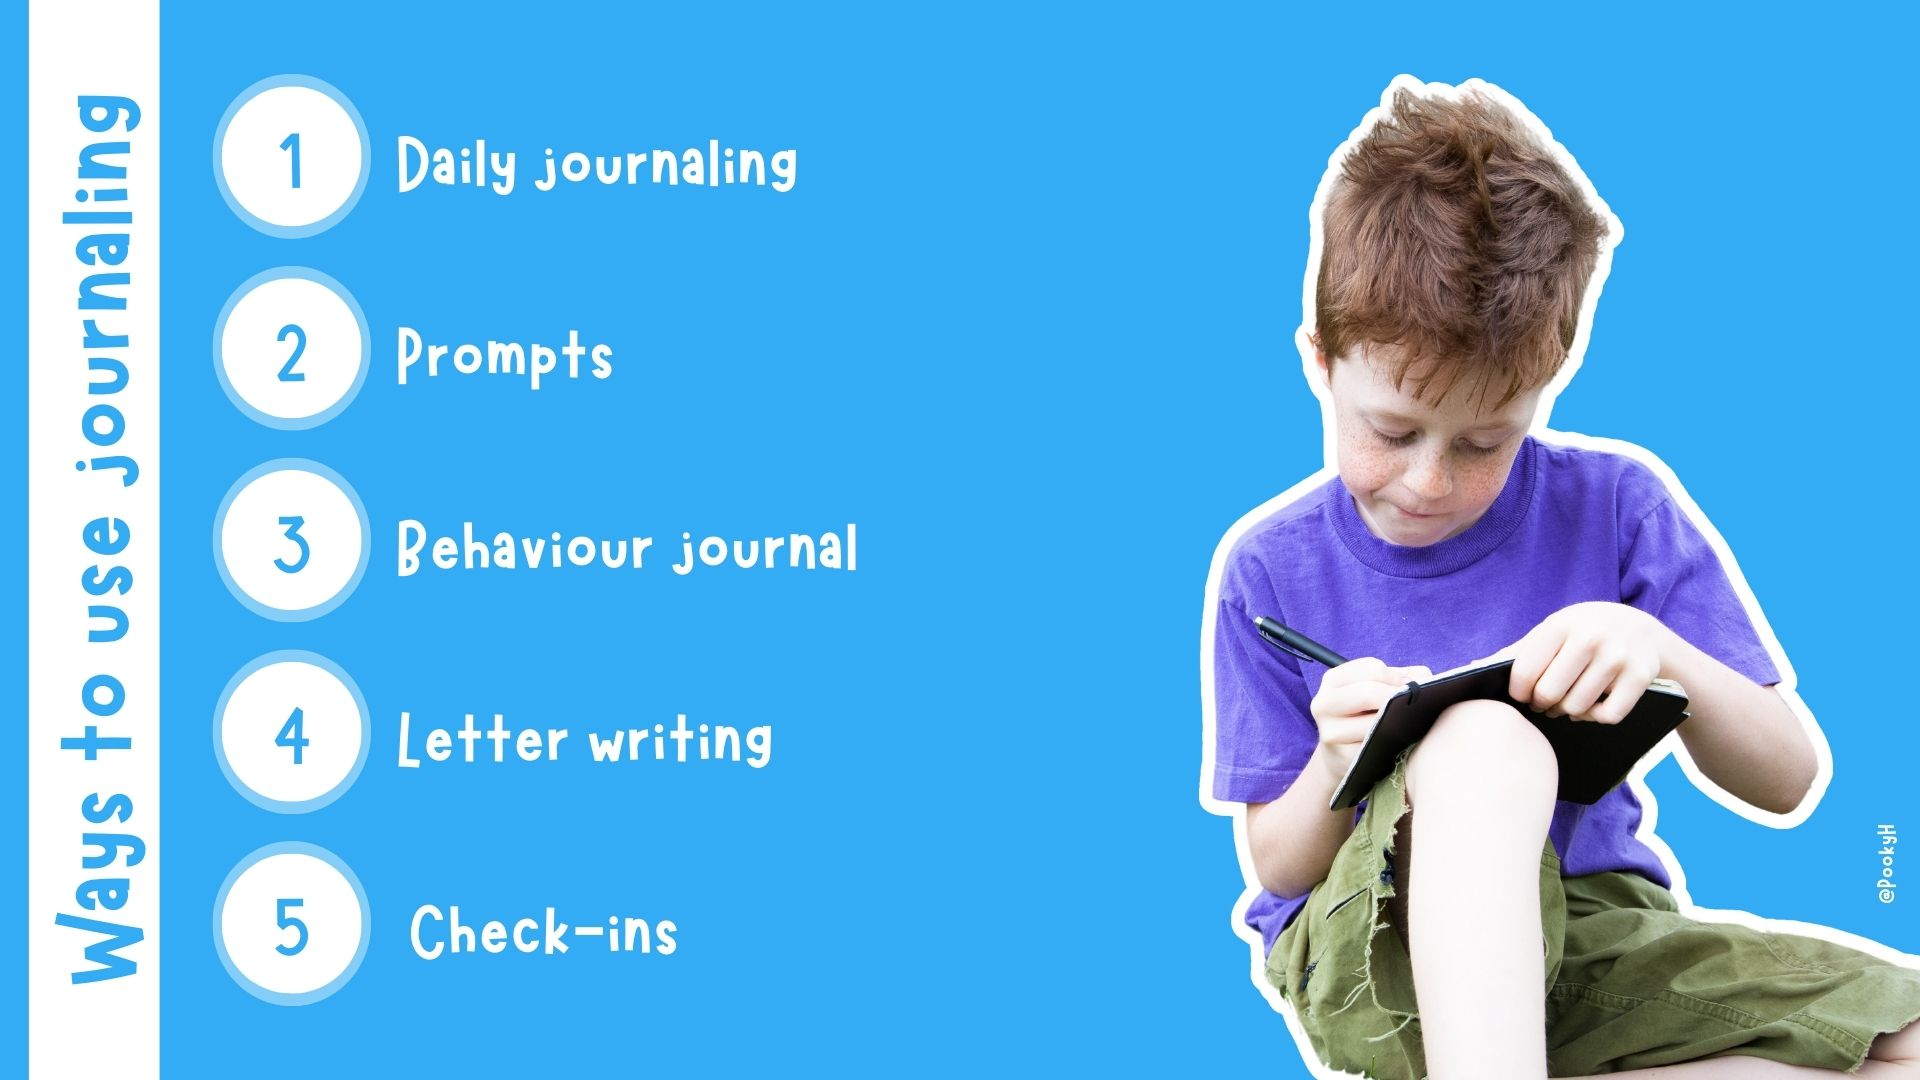 Ways to use journaling
1 Daily journaling
2 Prompts
3 Behaviour journal
4 Letter writing
5 Check-ins
@PookyH